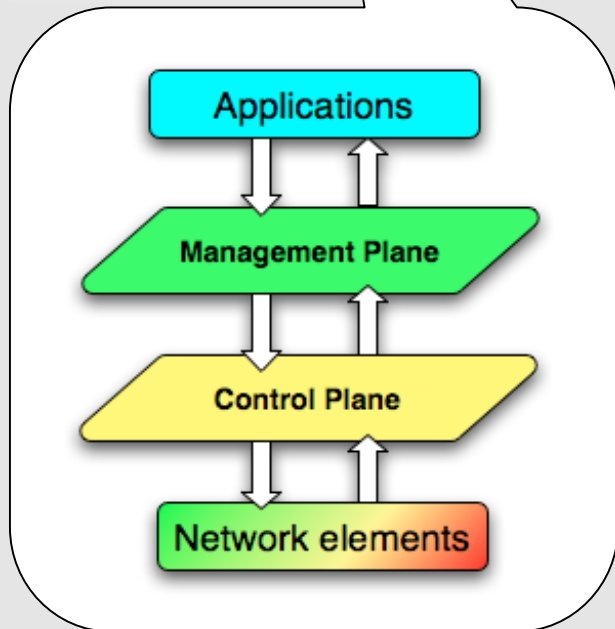 Applications
Management Plane
Control Plane
Network elements